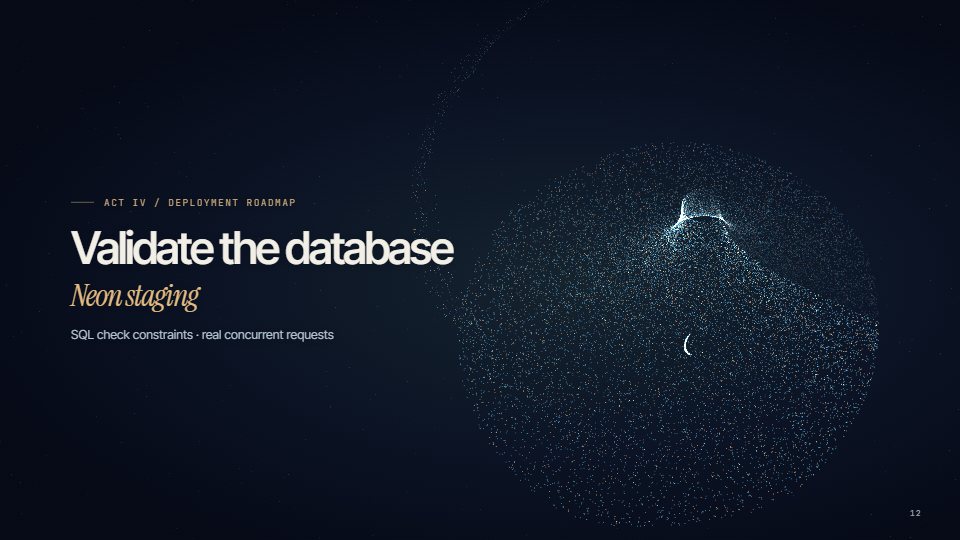 ACT IV / DEPLOYMENT ROADMAP
Validate the database
Neon staging
SQL check constraints · real concurrent requests
12